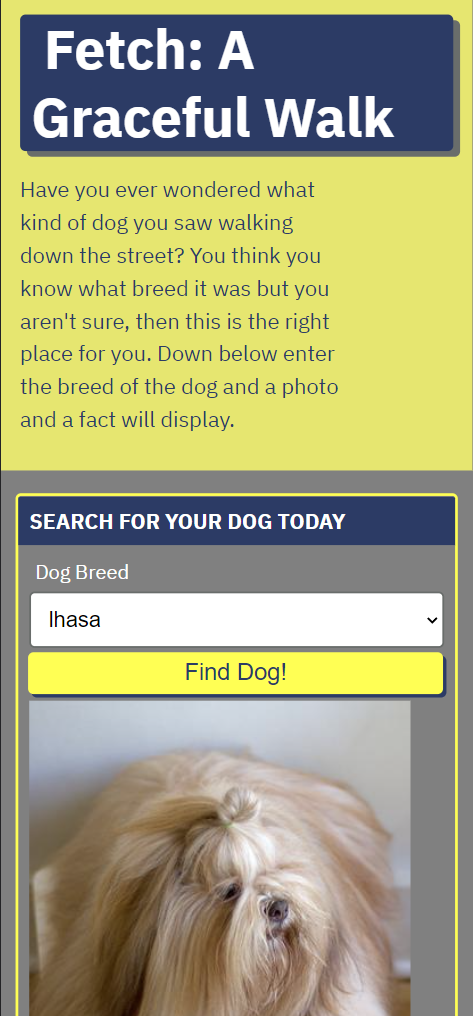 Fetch: A
Graceful Walk
Have you ever wondered what
kind of dog you saw walking
down the street? You think you
know what breed it was but you
aren't sure, then this is the right
place for you. Down below enter
the breed of the dog and a photo
and a fact will display.
SEARCH FOR YOUR DOG TODAY
Dog Breed
lhasa
Find Dog!